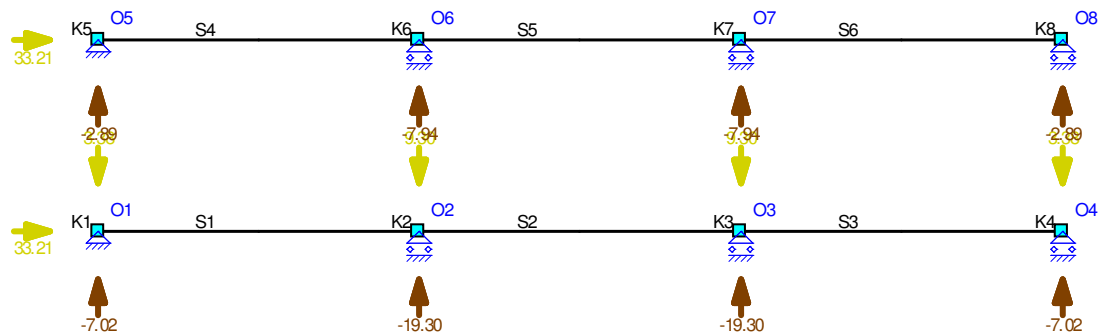 K5 O5 S4 K6 O6 S5 K7 O7 S6 K8 O8
33.21
-2.89 -7.94 -7.94 -2.89
K1 O1 S1 K2 O2 S2 K3 O3 S3 K4 O4
33.21
-7.02 -19.30 -19.30 -7.02